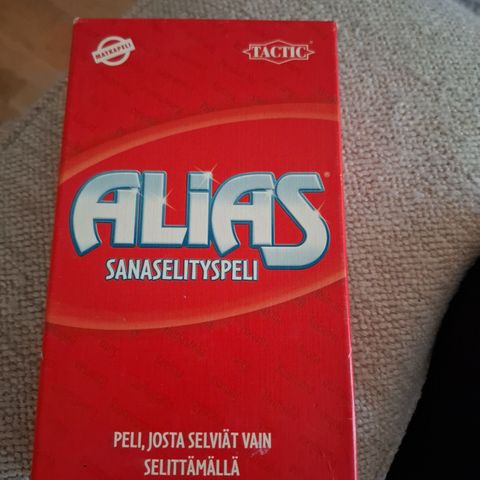 MATKAPELI
TACTIC
ALIAS®
SANASELITYSPELI
PELI, JOSTA SELVIÄT VAIN
SELITTÄMÄLLÄ